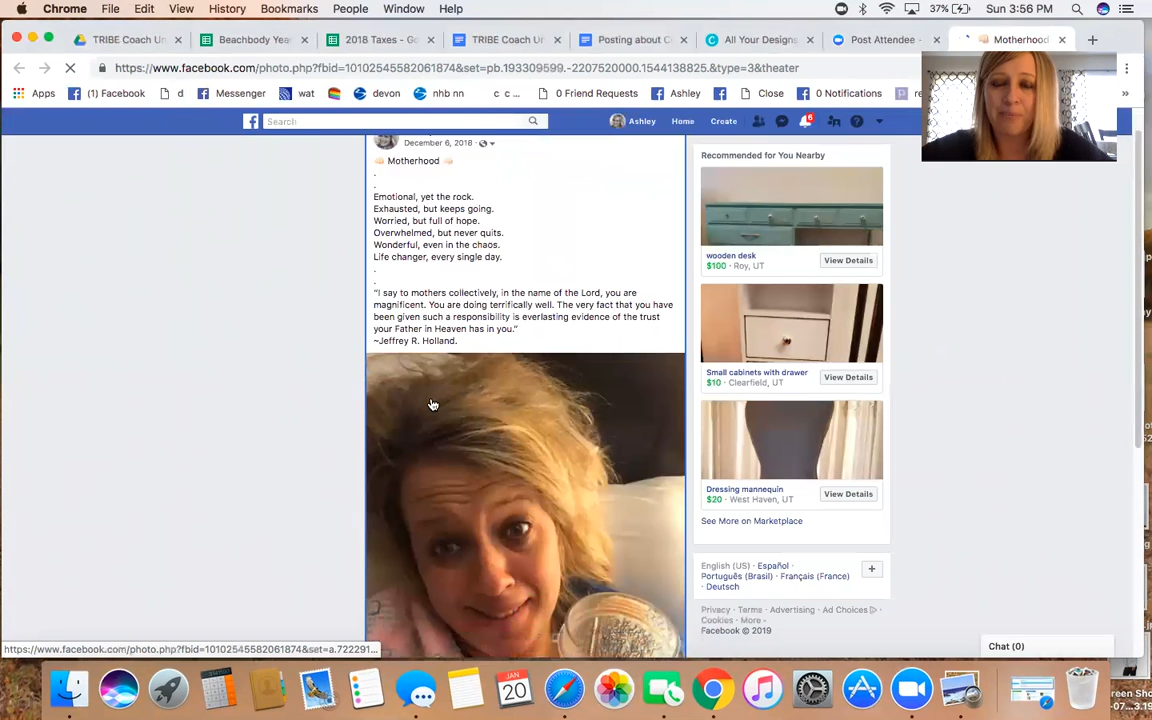 Chrome File Edit View History Bookmarks People Window Help 37% Sun 3:56 PM
TRIBE Coach Un × Beachbody Yea × 2018 Taxes - Go × TRIBE Coach Un × Posting about C × All Your Designs × Post Attendee - × Motherhood ×
https://www.facebook.com/photo.php?fbid=10102545582061874&set=pb.193309599.-2207520000.1544138825.&type=3&theater
Apps (1) Facebook d Messenger wat devon nhb nn c c ... 0 Friend Requests Ashley Close 0 Notifications
Search Ashley Home Create 6
December 6, 2018
Motherhood
.
.
Emotional, yet the rock.
Exhausted, but keeps going.
Worried, but full of hope.
Overwhelmed, but never quits.
Wonderful, even in the chaos.
Life changer, every single day.
.
.
"I say to mothers collectively, in the name of the Lord, you are
magnificent. You are doing terrifically well. The very fact that you have
been given such a responsibility is everlasting evidence of the trust
your Father in Heaven has in you."
~Jeffrey R. Holland.
Recommended for You Nearby
wooden desk
$100 · Roy, UT
View Details
Small cabinets with drawer
$10 · Clearfield, UT
View Details
Dressing mannequin
$20 · West Haven, UT
View Details
See More on Marketplace
English (US) · Español ·
Português (Brasil) · Français (France)
· Deutsch
Privacy · Terms · Advertising · Ad Choices ·
Cookies · More
Facebook © 2019
Chat (0)
https://www.facebook.com/photo.php?fbid=10102545582061874&set=a.722291...
JAN
20